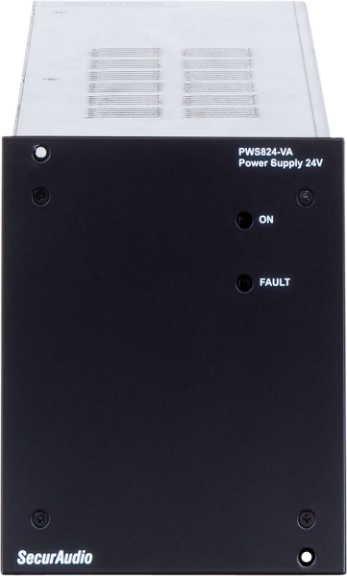 PWS824-VA
Power Supply 24V
ON
FAULT
SecurAudio